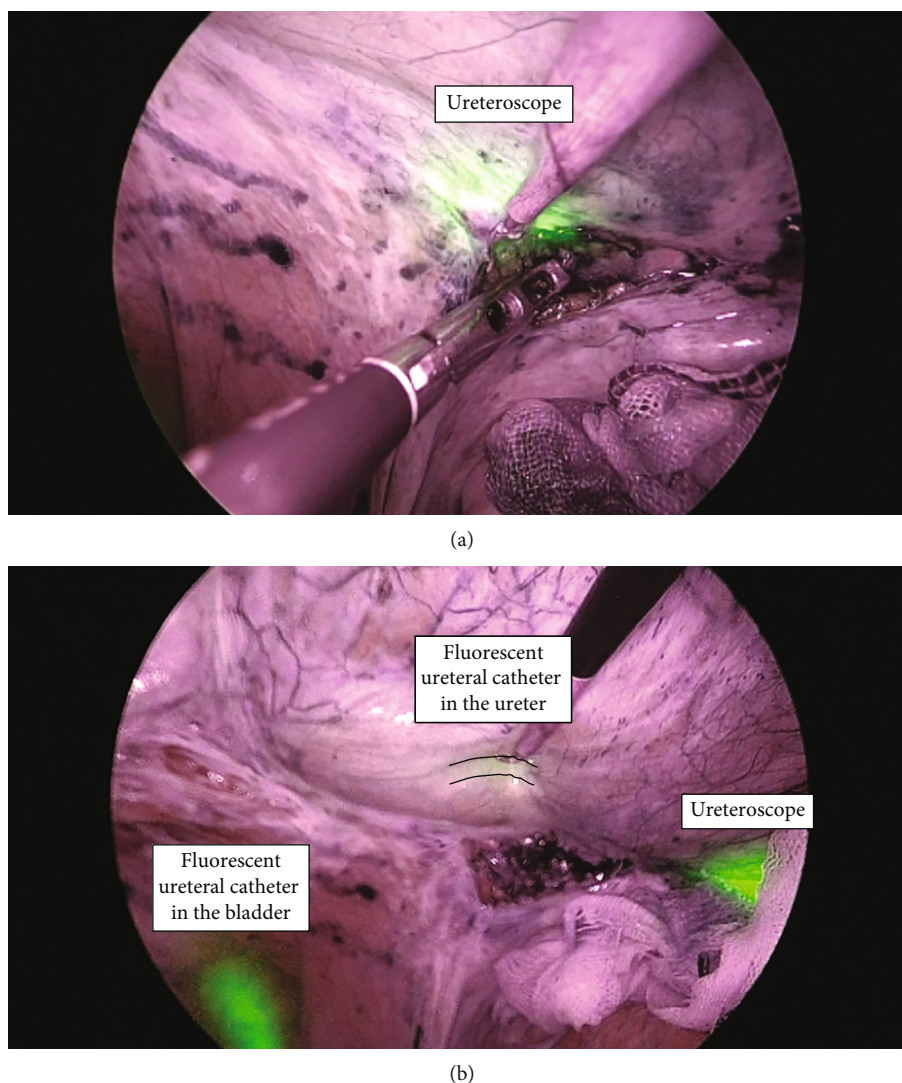 Ureteroscope
(a)
Fluorescent
ureteral catheter
in the ureter
Ureteroscope
Fluorescent
ureteral catheter
in the bladder
(b)